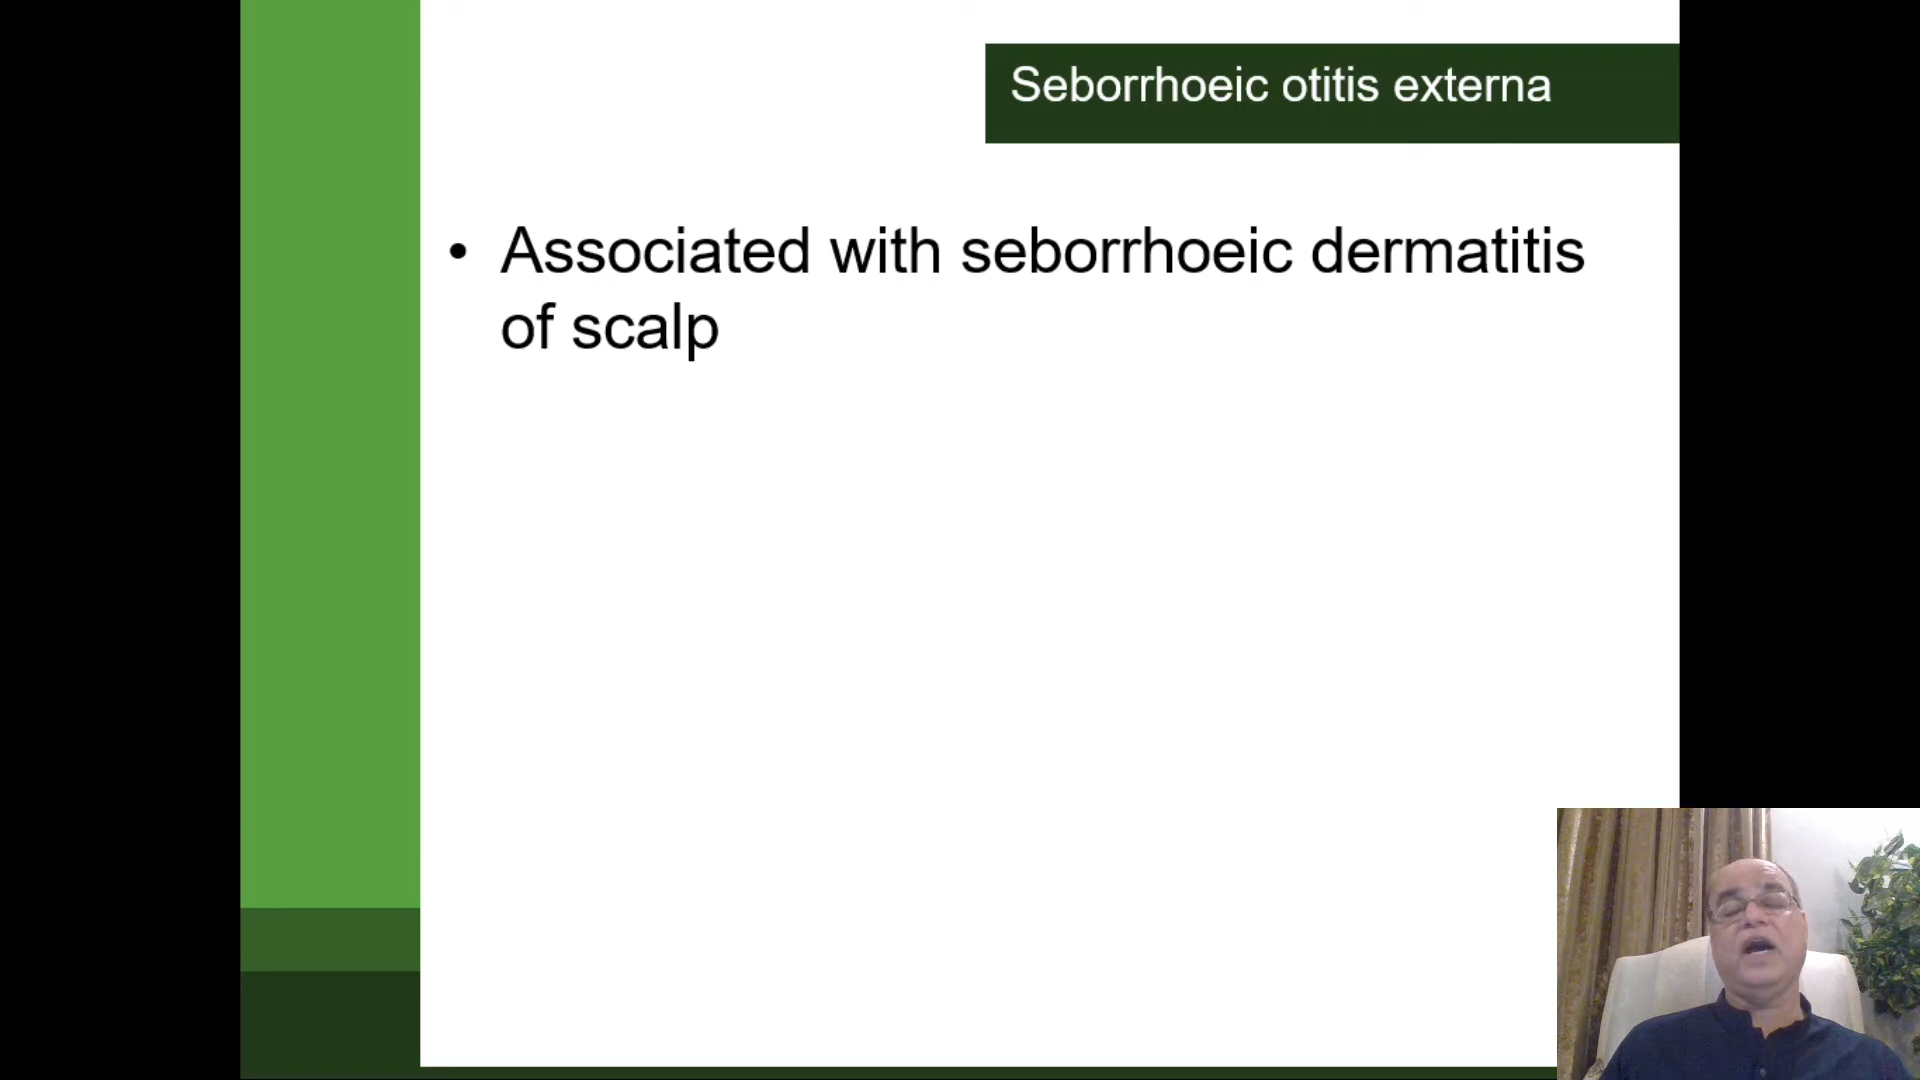 Seborrhoeic otitis externa
• Associated with seborrhoeic dermatitis
of scalp